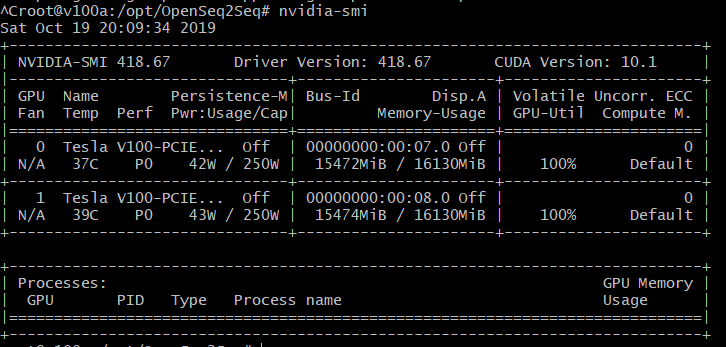 ^Croot@v100a:/opt/OpenSeq2Seq# nvidia-smi
Sat Oct 19 20:09:34 2019
+-----------------------------------------------------------------------------+
| NVIDIA-SMI 418.67       Driver Version: 418.67       CUDA Version: 10.1     |
|-------------------------------+----------------------+----------------------+
| GPU  Name        Persistence-M| Bus-Id        Disp.A | Volatile Uncorr. ECC |
| Fan  Temp  Perf  Pwr:Usage/Cap|         Memory-Usage | GPU-Util  Compute M. |
|===============================+======================+======================|
|   0  Tesla V100-PCIE...  Off  | 00000000:00:07.0 Off |                    0 |
| N/A   37C    P0    42W / 250W |  15472MiB / 16130MiB |    100%      Default |
+-------------------------------+----------------------+----------------------+
|   1  Tesla V100-PCIE...  Off  | 00000000:00:08.0 Off |                    0 |
| N/A   39C    P0    43W / 250W |  15474MiB / 16130MiB |    100%      Default |
+-------------------------------+----------------------+----------------------+
+-----------------------------------------------------------------------------+
| Processes:                                                       GPU Memory |
|  GPU       PID   Type   Process name                             Usage      |
|=============================================================================|
+-----------------------------------------------------------------------------+